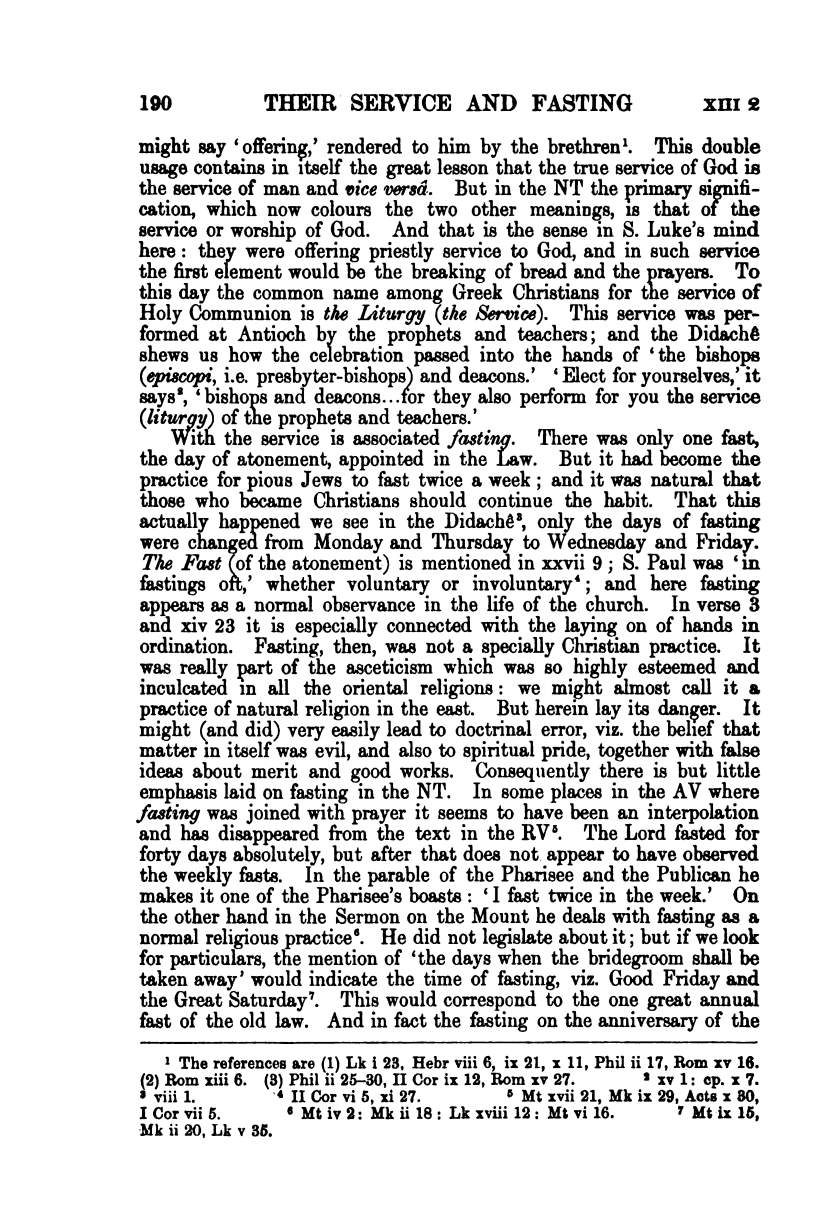 190 THEIR SERVICE AND FASTING XIII 2
might say ‘offering,’ rendered to him by the brethren¹. This double
usage contains in itself the great lesson that the true service of God is
the service of man and vice versâ. But in the NT the primary signifi-
cation, which now colours the two other meanings, is that of the
service or worship of God. And that is the sense in S. Luke’s mind
here: they were offering priestly service to God, and in such service
the first element would be the breaking of bread and the prayers. To
this day the common name among Greek Christians for the service of
Holy Communion is the Liturgy (the Service). This service was per-
formed at Antioch by the prophets and teachers; and the Didachè
shews us how the celebration passed into the hands of ‘the bishops
(episcopi, i.e. presbyter-bishops) and deacons.’ ‘Elect for yourselves,’ it
says², ‘bishops and deacons...for they also perform for you the service
(liturgy) of the prophets and teachers.’
With the service is associated fasting. There was only one fast,
the day of atonement, appointed in the Law. But it had become the
practice for pious Jews to fast twice a week; and it was natural that
those who became Christians should continue the habit. That this
actually happened we see in the Didachè³, only the days of fasting
were changed from Monday and Thursday to Wednesday and Friday.
The Fast (of the atonement) is mentioned in xxvii 9; S. Paul was ‘in
fastings oft,’ whether voluntary or involuntary⁴; and here fasting
appears as a normal observance in the life of the church. In verse 3
and xiv 23 it is especially connected with the laying on of hands in
ordination. Fasting, then, was not a specially Christian practice. It
was really part of the asceticism which was so highly esteemed and
inculcated in all the oriental religions: we might almost call it a
practice of natural religion in the east. But herein lay its danger. It
might (and did) very easily lead to doctrinal error, viz. the belief that
matter in itself was evil, and also to spiritual pride, together with false
ideas about merit and good works. Consequently there is but little
emphasis laid on fasting in the NT. In some places in the AV where
fasting was joined with prayer it seems to have been an interpolation
and has disappeared from the text in the RV⁵. The Lord fasted for
forty days absolutely, but after that does not appear to have observed
the weekly fasts. In the parable of the Pharisee and the Publican he
makes it one of the Pharisee’s boasts: ‘I fast twice in the week.’ On
the other hand in the Sermon on the Mount he deals with fasting as a
normal religious practice⁶. He did not legislate about it; but if we look
for particulars, the mention of ‘the days when the bridegroom shall be
taken away’ would indicate the time of fasting, viz. Good Friday and
the Great Saturday⁷. This would correspond to the one great annual
fast of the old law. And in fact the fasting on the anniversary of the
¹ The references are (1) Lk i 23, Hebr viii 6, ix 21, x 11, Phil ii 17, Rom xv 16.
(2) Rom xiii 6. (3) Phil ii 25–30, II Cor ix 12, Rom xv 27. ² xv 1: cp. x 7.
³ viii 1. ⁴ II Cor vi 5, xi 27. ⁵ Mt xvii 21, Mk ix 29, Acts x 30,
I Cor vii 5. ⁶ Mt iv 2: Mk ii 18: Lk xviii 12: Mt vi 16. ⁷ Mt ix 15,
Mk ii 20, Lk v 35.